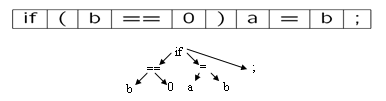 if ( b == 0 ) a = b ;
if
== = ;
b 0 a b